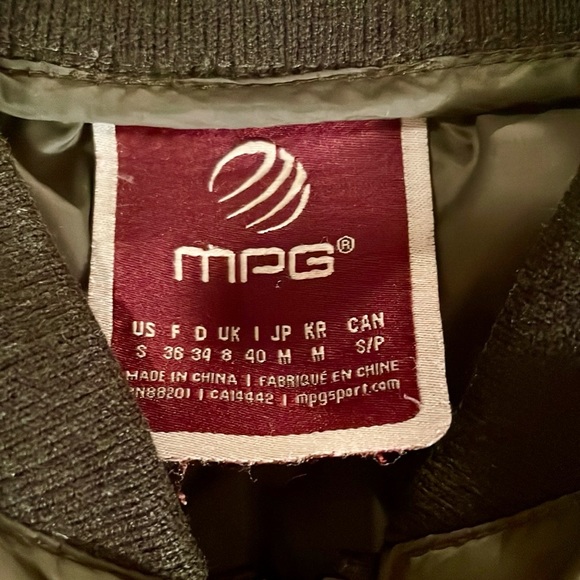 MPG®
US F D UK I JP KR CAN
S 36 34 8 40 M M S/P
MADE IN CHINA | FABRIQUÉ EN CHINE
RN88201 | CA14442 | mpgsport.com